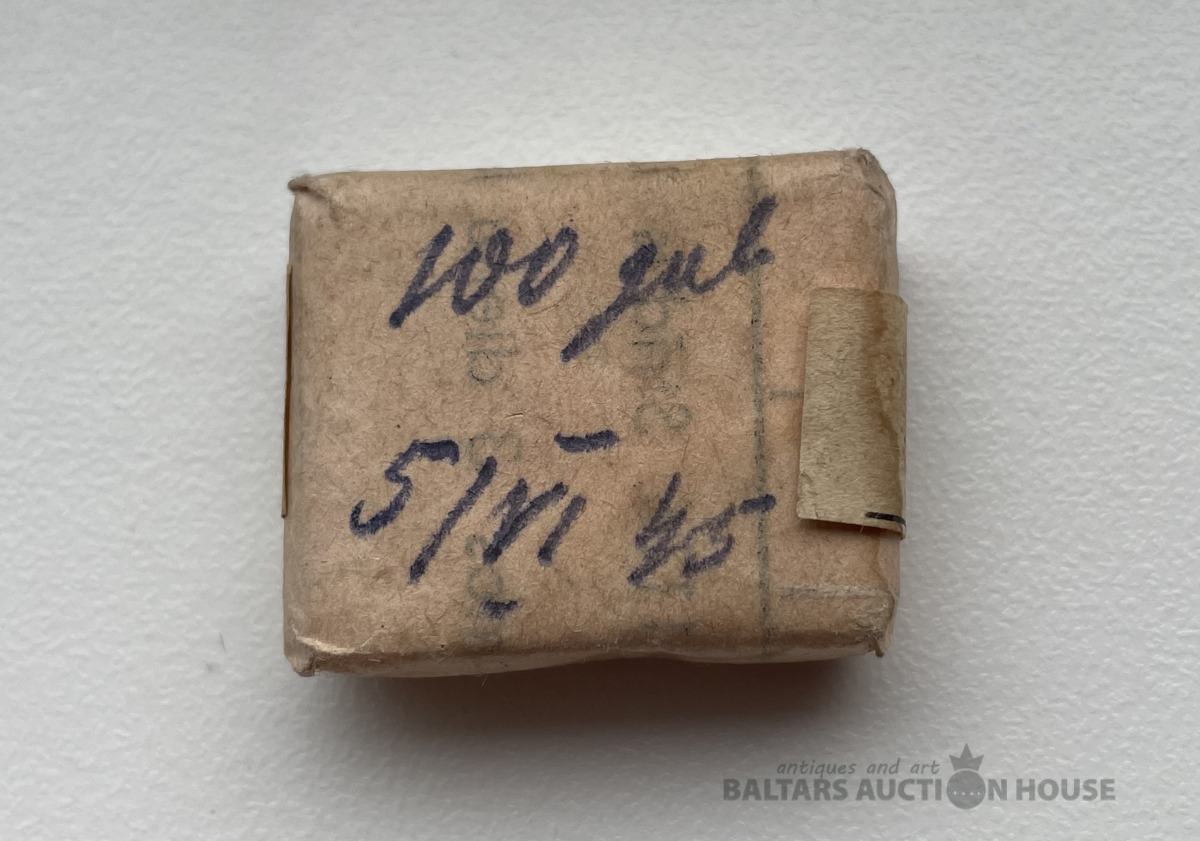 100 gub
5/VI 45
antiques and art
BALTARS AUCTION HOUSE